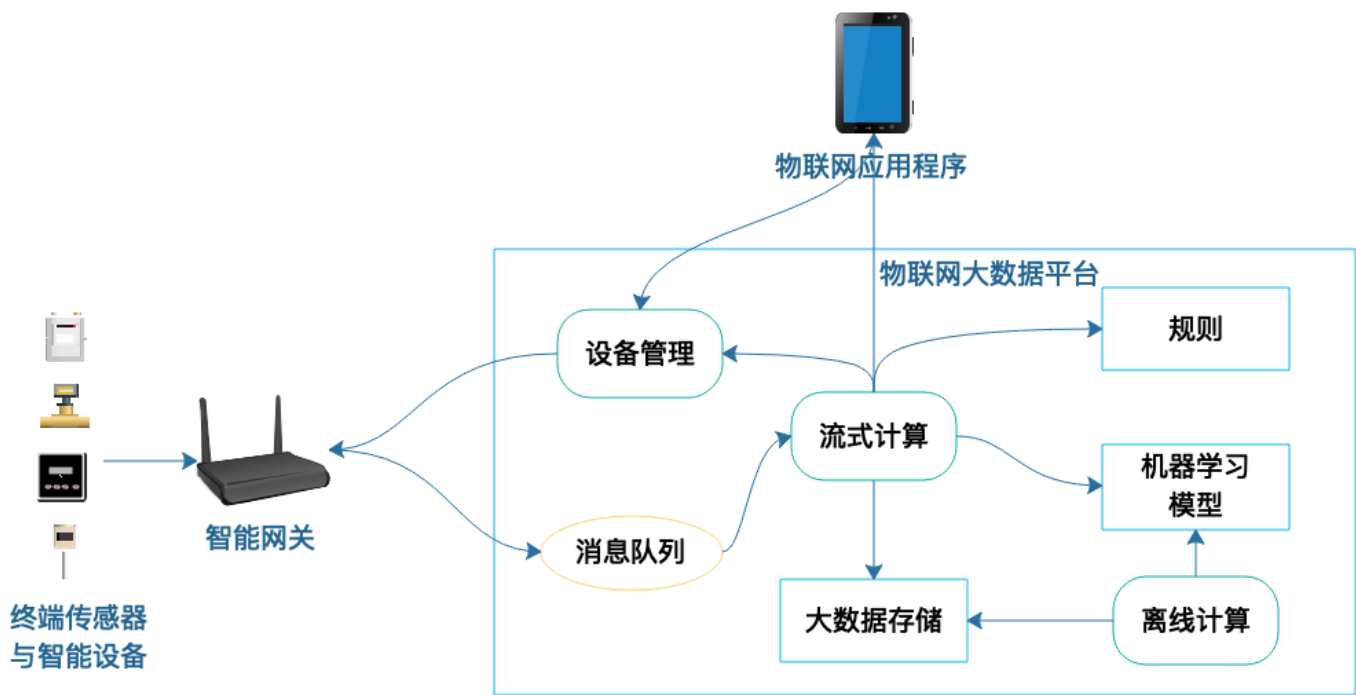 物联网应用程序
物联网大数据平台
规则
设备管理
流式计算
机器学习
模型
智能网关
消息队列
终端传感器
与智能设备
大数据存储
离线计算